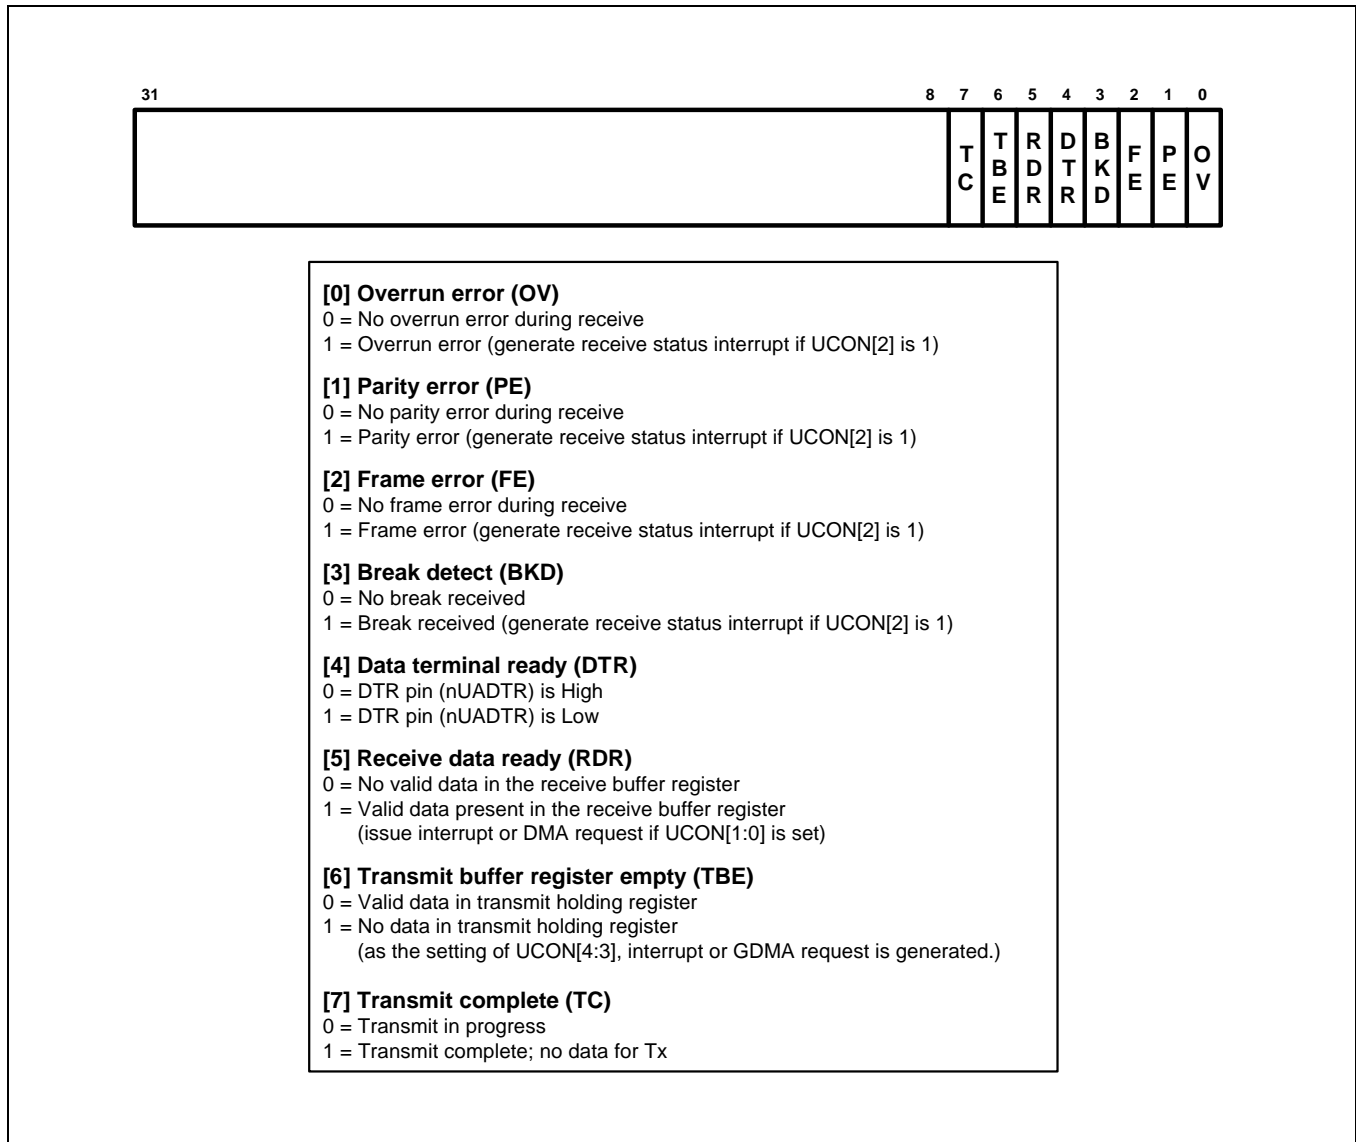 31 8 7 6 5 4 3 2 1 0
TC TBE RDR DTR BKD FE PE OV
[0] Overrun error (OV)
0 = No overrun error during receive
1 = Overrun error (generate receive status interrupt if UCON[2] is 1)
[1] Parity error (PE)
0 = No parity error during receive
1 = Parity error (generate receive status interrupt if UCON[2] is 1)
[2] Frame error (FE)
0 = No frame error during receive
1 = Frame error (generate receive status interrupt if UCON[2] is 1)
[3] Break detect (BKD)
0 = No break received
1 = Break received (generate receive status interrupt if UCON[2] is 1)
[4] Data terminal ready (DTR)
0 = DTR pin (nUADTR) is High
1 = DTR pin (nUADTR) is Low
[5] Receive data ready (RDR)
0 = No valid data in the receive buffer register
1 = Valid data present in the receive buffer register
(issue interrupt or DMA request if UCON[1:0] is set)
[6] Transmit buffer register empty (TBE)
0 = Valid data in transmit holding register
1 = No data in transmit holding register
(as the setting of UCON[4:3], interrupt or GDMA request is generated.)
[7] Transmit complete (TC)
0 = Transmit in progress
1 = Transmit complete; no data for Tx